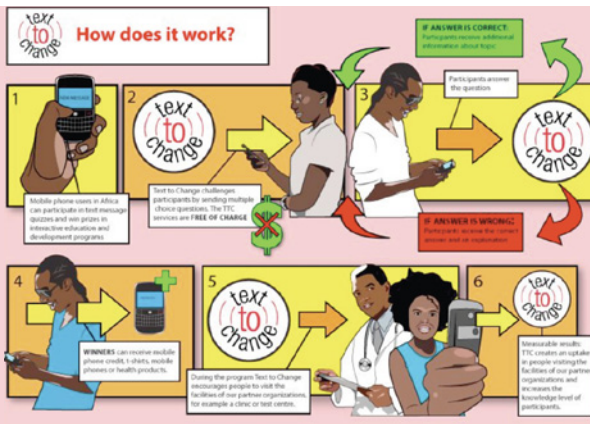 text
to
change
How does it work?
IF ANSWER IS CORRECT:
Participants receive additional
information about topic
1
2
text
to
change
3
Participants answer
the question
text
to
change
Mobile phone users in Africa
can participate in text message
quizzes and win prizes in
interactive education and
development programs
Text to Change challenges
participants by sending multiple
choice questions. The TTC
services are FREE OF CHARGE
$
IF ANSWER IS WRONG:
Participants receive the correct
answer and an explanation
4
WINNERS can receive mobile
phone credit, t-shirts, mobile
phones or health products.
5
text
to
change
During the program Text to Change
encourages people to visit the
facilities of our partner organizations,
for example a clinic or test centre.
6
text
to
change
Measurable results:
TTC creates an uptake
in people visiting the
facilities of our partner
organizations and
increases the
knowledge level of
participants.